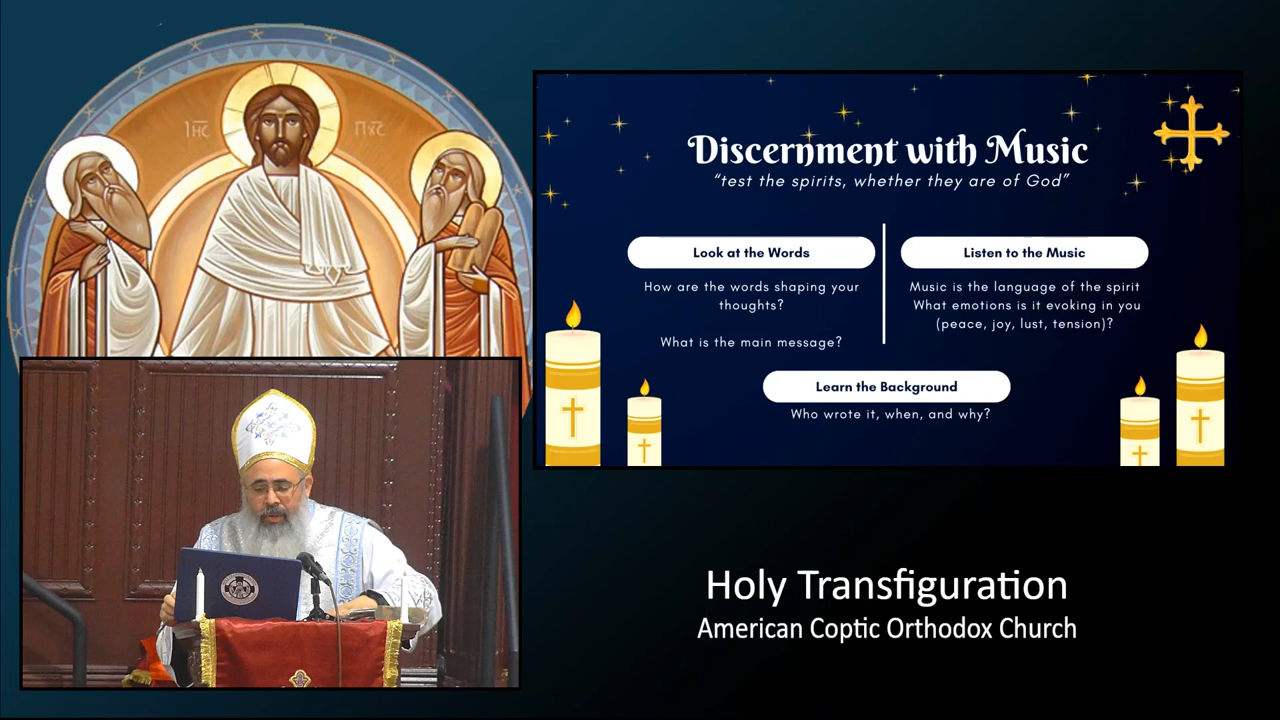 ІН҃С
ПХ҃С
Discernment with Music
“test the spirits, whether they are of God”
Look at the Words
How are the words shaping your
thoughts?
What is the main message?
Listen to the Music
Music is the language of the spirit
What emotions is it evoking in you
(peace, joy, lust, tension)?
Learn the Background
Who wrote it, when, and why?
Holy Transfiguration
American Coptic Orthodox Church